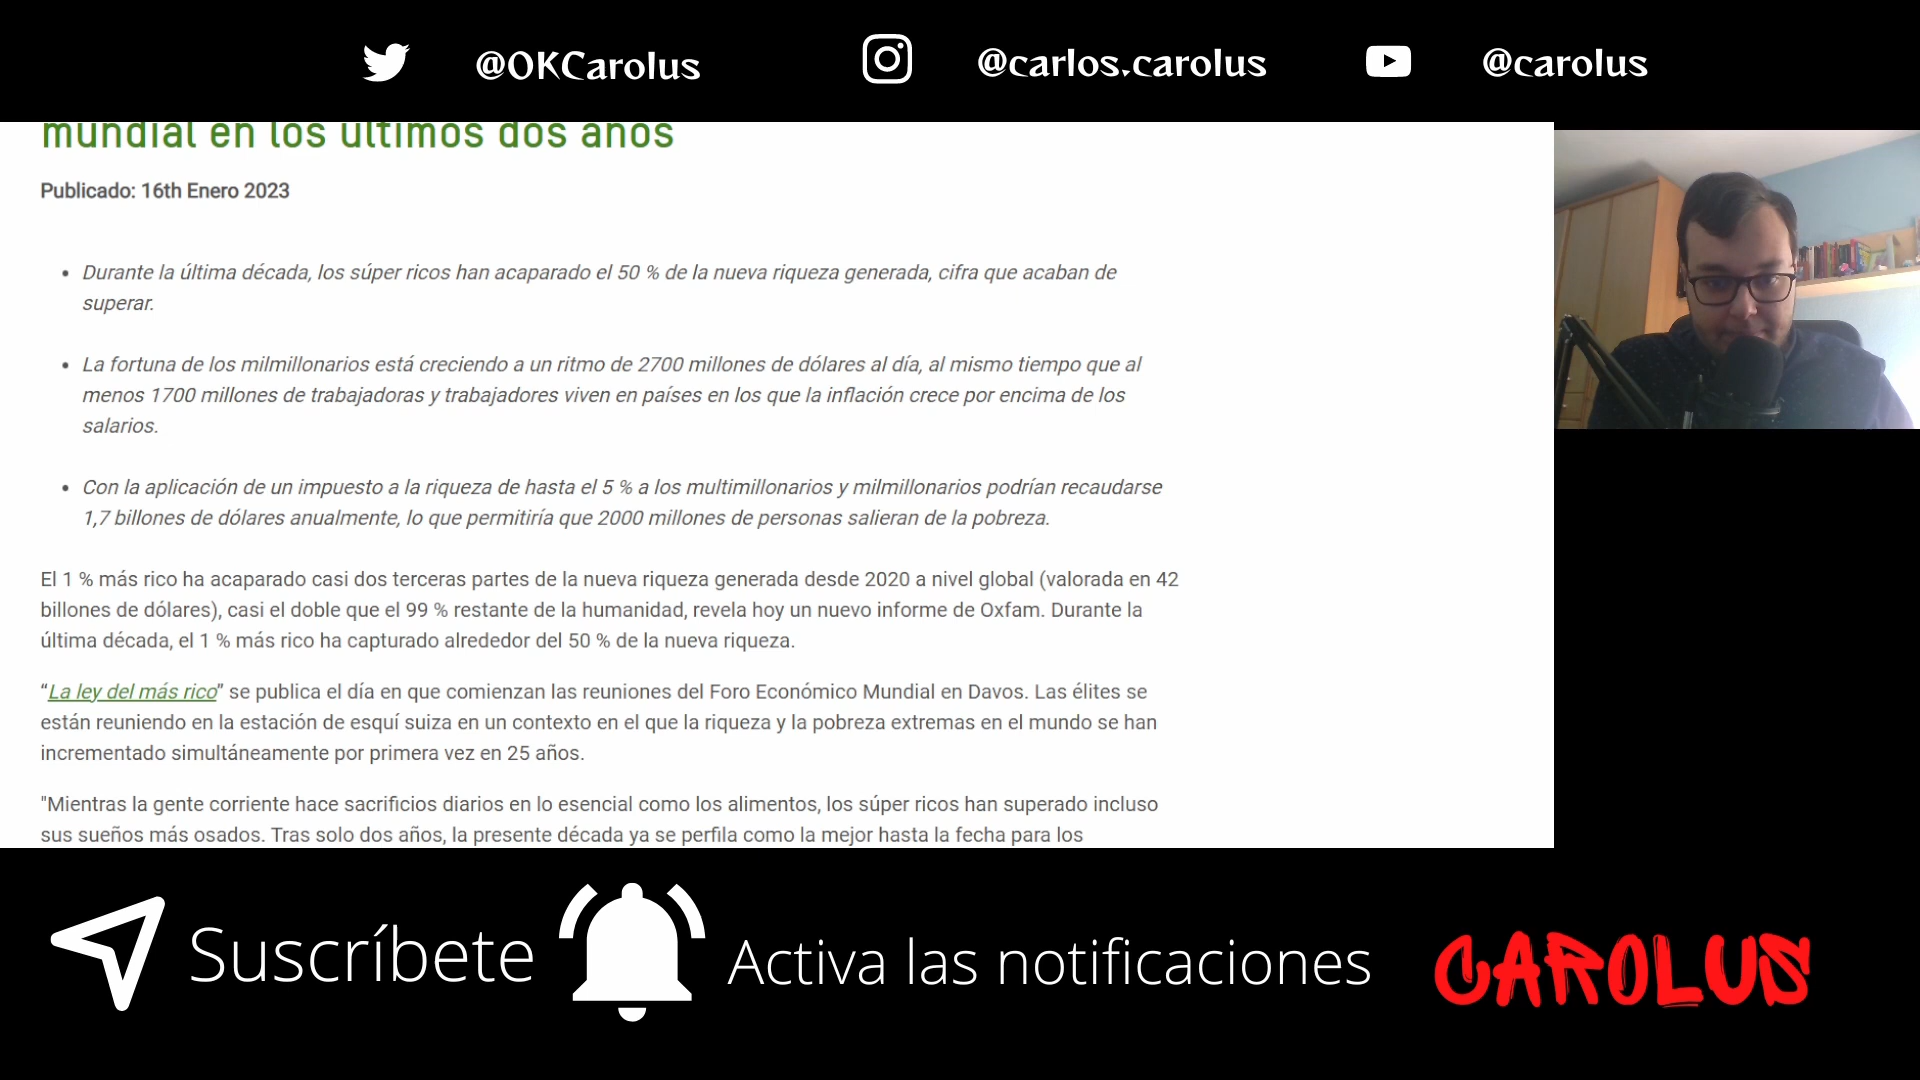 @OKCarolus
@carlos.carolus
@carolus
mundial en los últimos dos años
Publicado: 16th Enero 2023
• Durante la última década, los súper ricos han acaparado el 50 % de la nueva riqueza generada, cifra que acaban de
superar.
• La fortuna de los milmillonarios está creciendo a un ritmo de 2700 millones de dólares al día, al mismo tiempo que al
menos 1700 millones de trabajadoras y trabajadores viven en países en los que la inflación crece por encima de los
salarios.
• Con la aplicación de un impuesto a la riqueza de hasta el 5 % a los multimillonarios y milmillonarios podrían recaudarse
1,7 billones de dólares anualmente, lo que permitiría que 2000 millones de personas salieran de la pobreza.
El 1 % más rico ha acaparado casi dos terceras partes de la nueva riqueza generada desde 2020 a nivel global (valorada en 42
billones de dólares), casi el doble que el 99 % restante de la humanidad, revela hoy un nuevo informe de Oxfam. Durante la
última década, el 1 % más rico ha capturado alrededor del 50 % de la nueva riqueza.
“La ley del más rico” se publica el día en que comienzan las reuniones del Foro Económico Mundial en Davos. Las élites se
están reuniendo en la estación de esquí suiza en un contexto en el que la riqueza y la pobreza extremas en el mundo se han
incrementado simultáneamente por primera vez en 25 años.
"Mientras la gente corriente hace sacrificios diarios en lo esencial como los alimentos, los súper ricos han superado incluso
sus sueños más osados. Tras solo dos años, la presente década ya se perfila como la mejor hasta la fecha para los
Suscríbete
Activa las notificaciones
CAROLUS